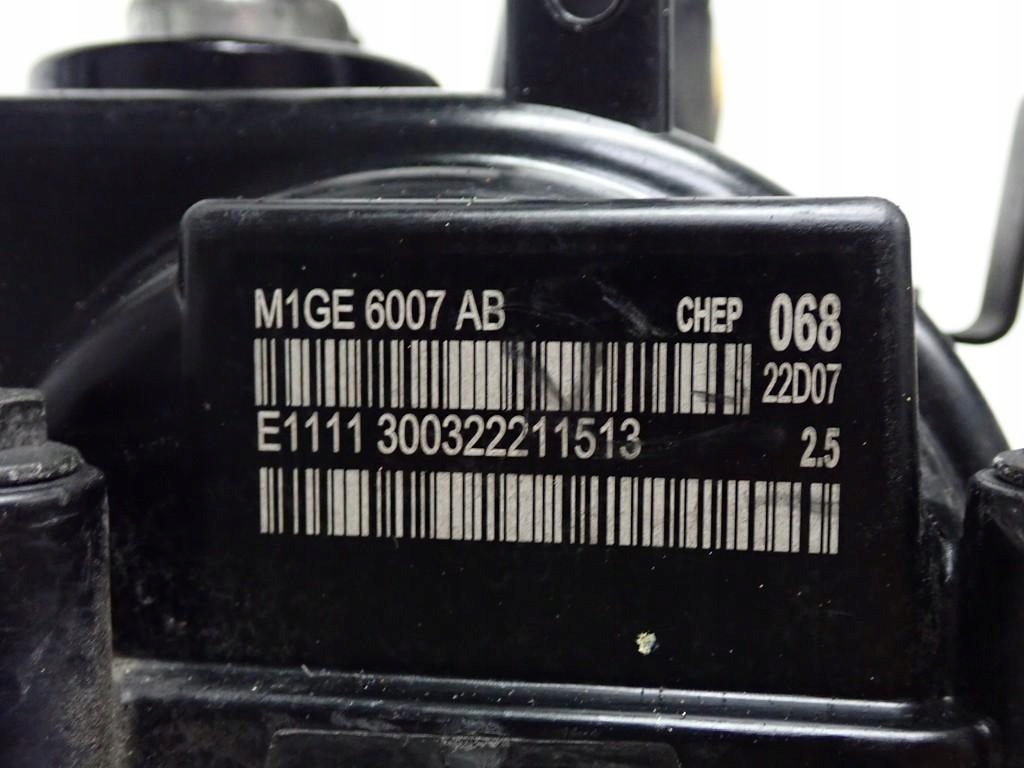 M1GE 6007 AB CHEP 068
22D07
E1111 300322211513 2.5